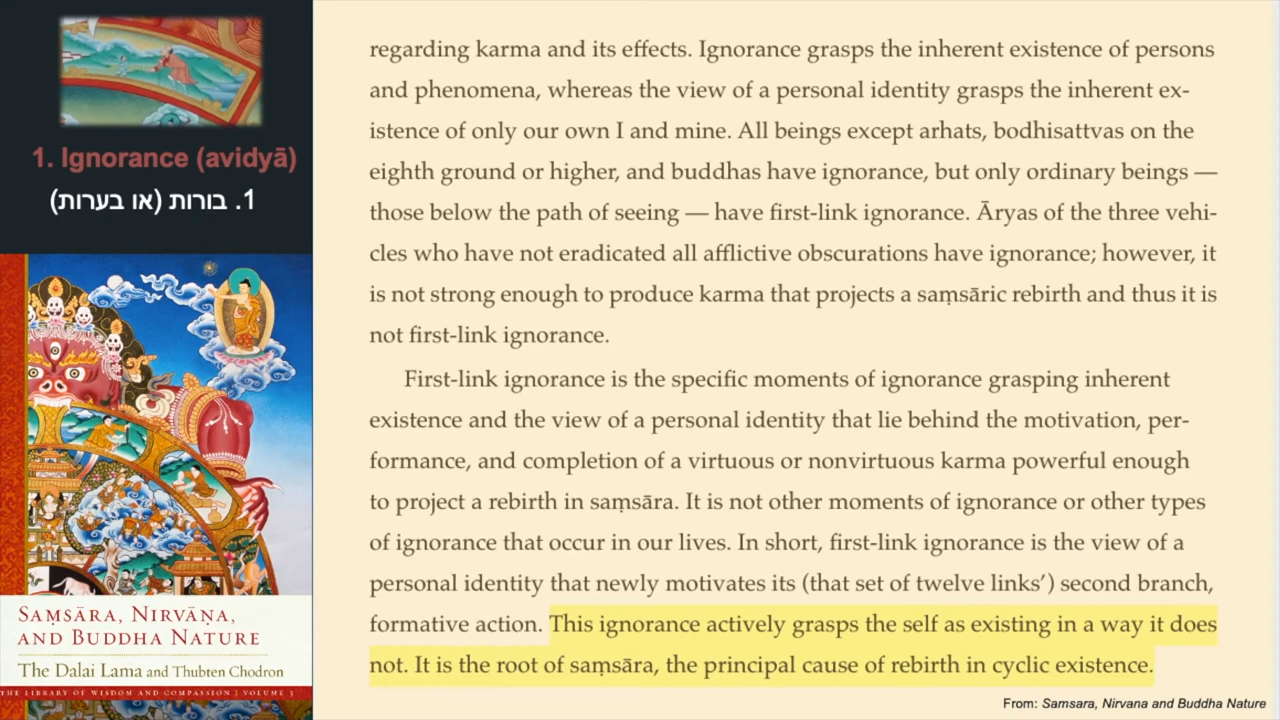 1. Ignorance (avidyā)
1. בורות (או בערות)
SAṂSĀRA, NIRVĀṆA,
AND BUDDHA NATURE
The Dalai Lama and Thubten Chodron
THE LIBRARY OF WISDOM AND COMPASSION | VOLUME 3
regarding karma and its effects. Ignorance grasps the inherent existence of persons
and phenomena, whereas the view of a personal identity grasps the inherent ex-
istence of only our own I and mine. All beings except arhats, bodhisattvas on the
eighth ground or higher, and buddhas have ignorance, but only ordinary beings —
those below the path of seeing — have first-link ignorance. Āryas of the three vehi-
cles who have not eradicated all afflictive obscurations have ignorance; however, it
is not strong enough to produce karma that projects a saṃsāric rebirth and thus it is
not first-link ignorance.
First-link ignorance is the specific moments of ignorance grasping inherent
existence and the view of a personal identity that lie behind the motivation, per-
formance, and completion of a virtuous or nonvirtuous karma powerful enough
to project a rebirth in saṃsāra. It is not other moments of ignorance or other types
of ignorance that occur in our lives. In short, first-link ignorance is the view of a
personal identity that newly motivates its (that set of twelve links’) second branch,
formative action. This ignorance actively grasps the self as existing in a way it does
not. It is the root of saṃsāra, the principal cause of rebirth in cyclic existence.
From: Samsara, Nirvana and Buddha Nature